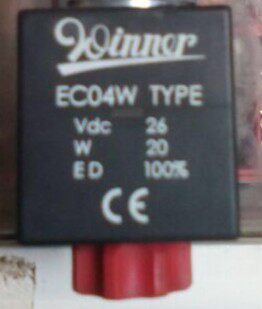 Winner
EC04W TYPE
Vdc 26
W 20
ED 100%
CE